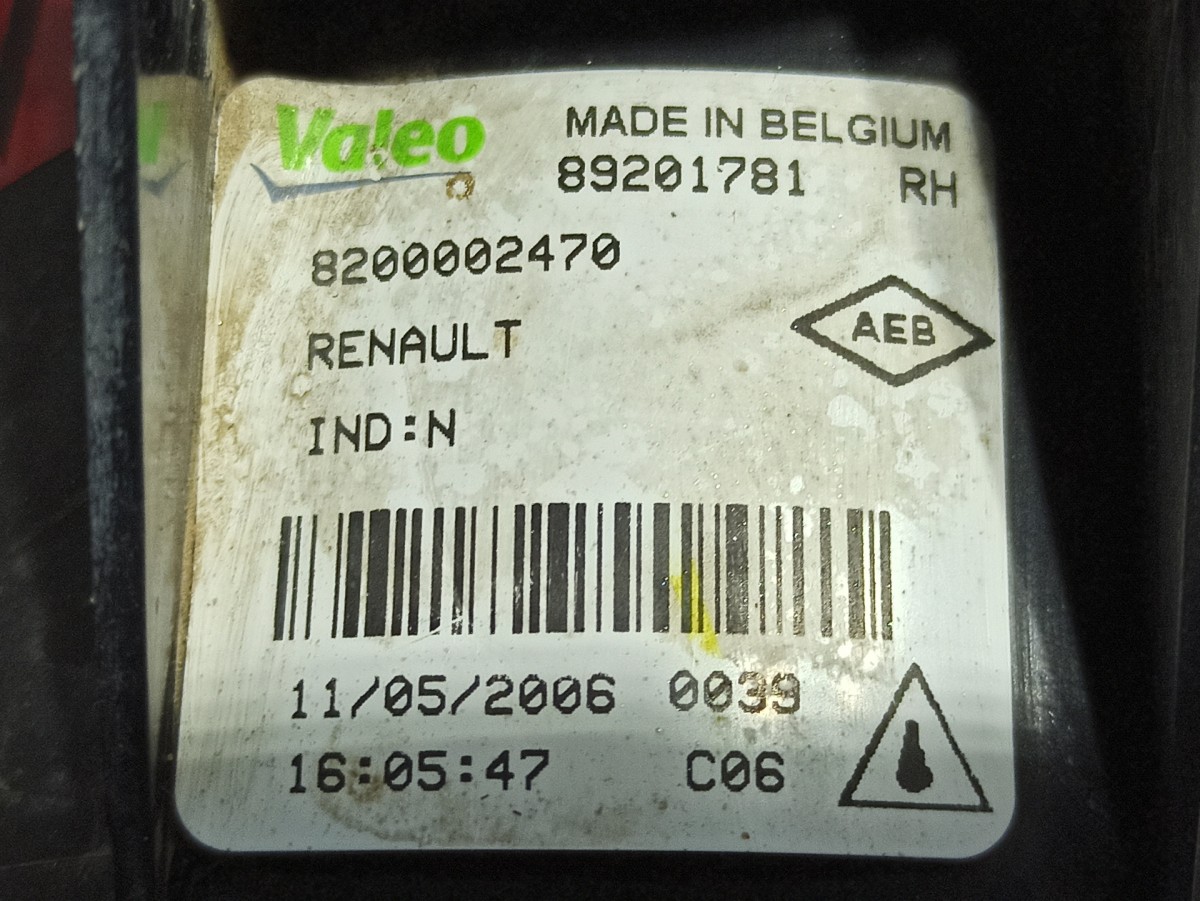 Valeo
MADE IN BELGIUM
89201781 RH
8200002470
AEB
RENAULT
IND:N
11/05/2006 0039
16:05:47 C06